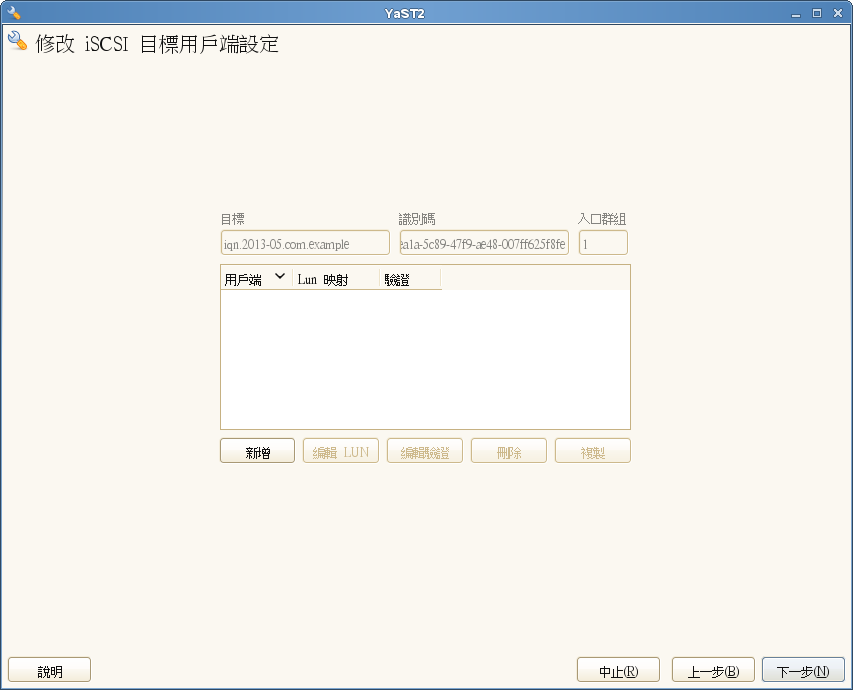 YaST2
修改 iSCSI 目標用戶端設定
目標 識別碼 入口群組
iqn.2013-05.com.example a1a-5c89-47f9-ae48-007ff625f8fe 1
用戶端 Lun 映射 驗證
新增 編輯 LUN 編輯驗證 刪除 複製
說明 中止(R) 上一步(B) 下一步(N)